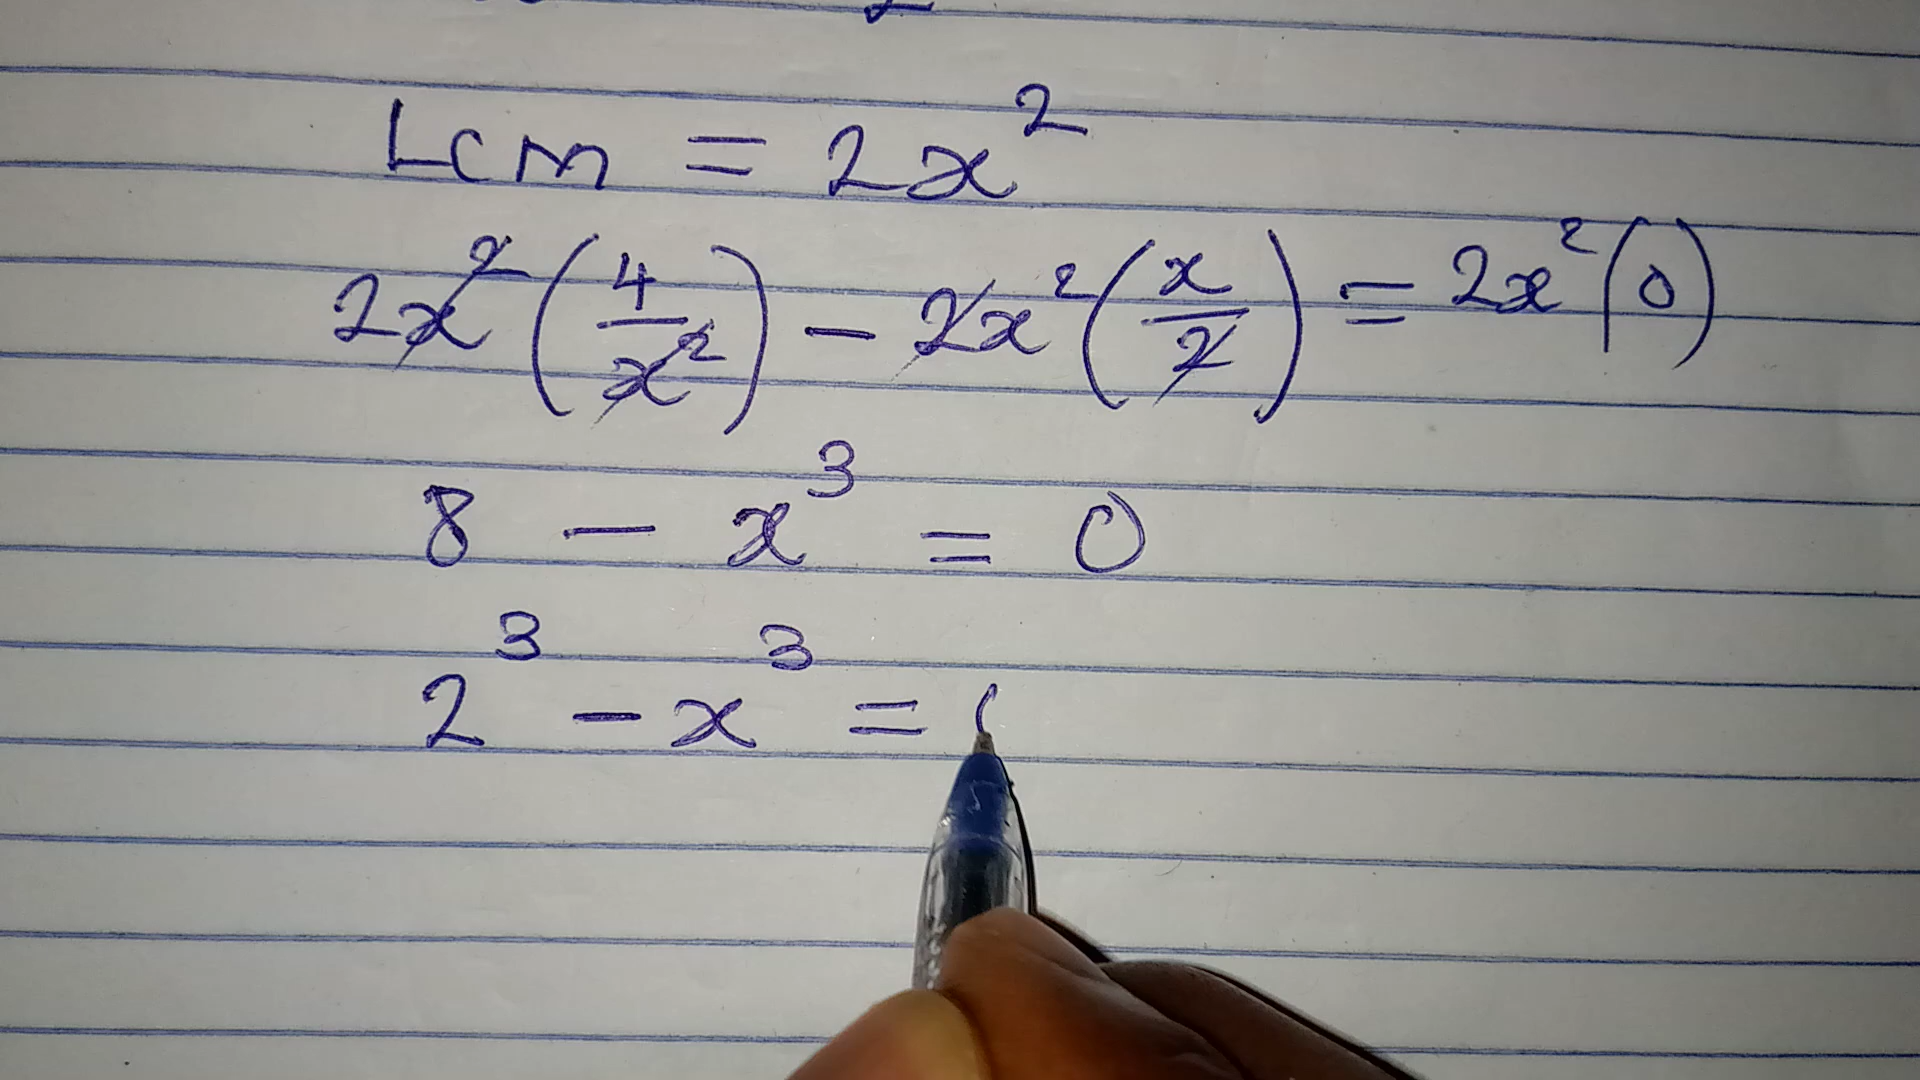 Lcm = 2x²
2x²(4/x²) - 2x²(x/2) = 2x²(0)
8 - x³ = 0
2³ - x³ =